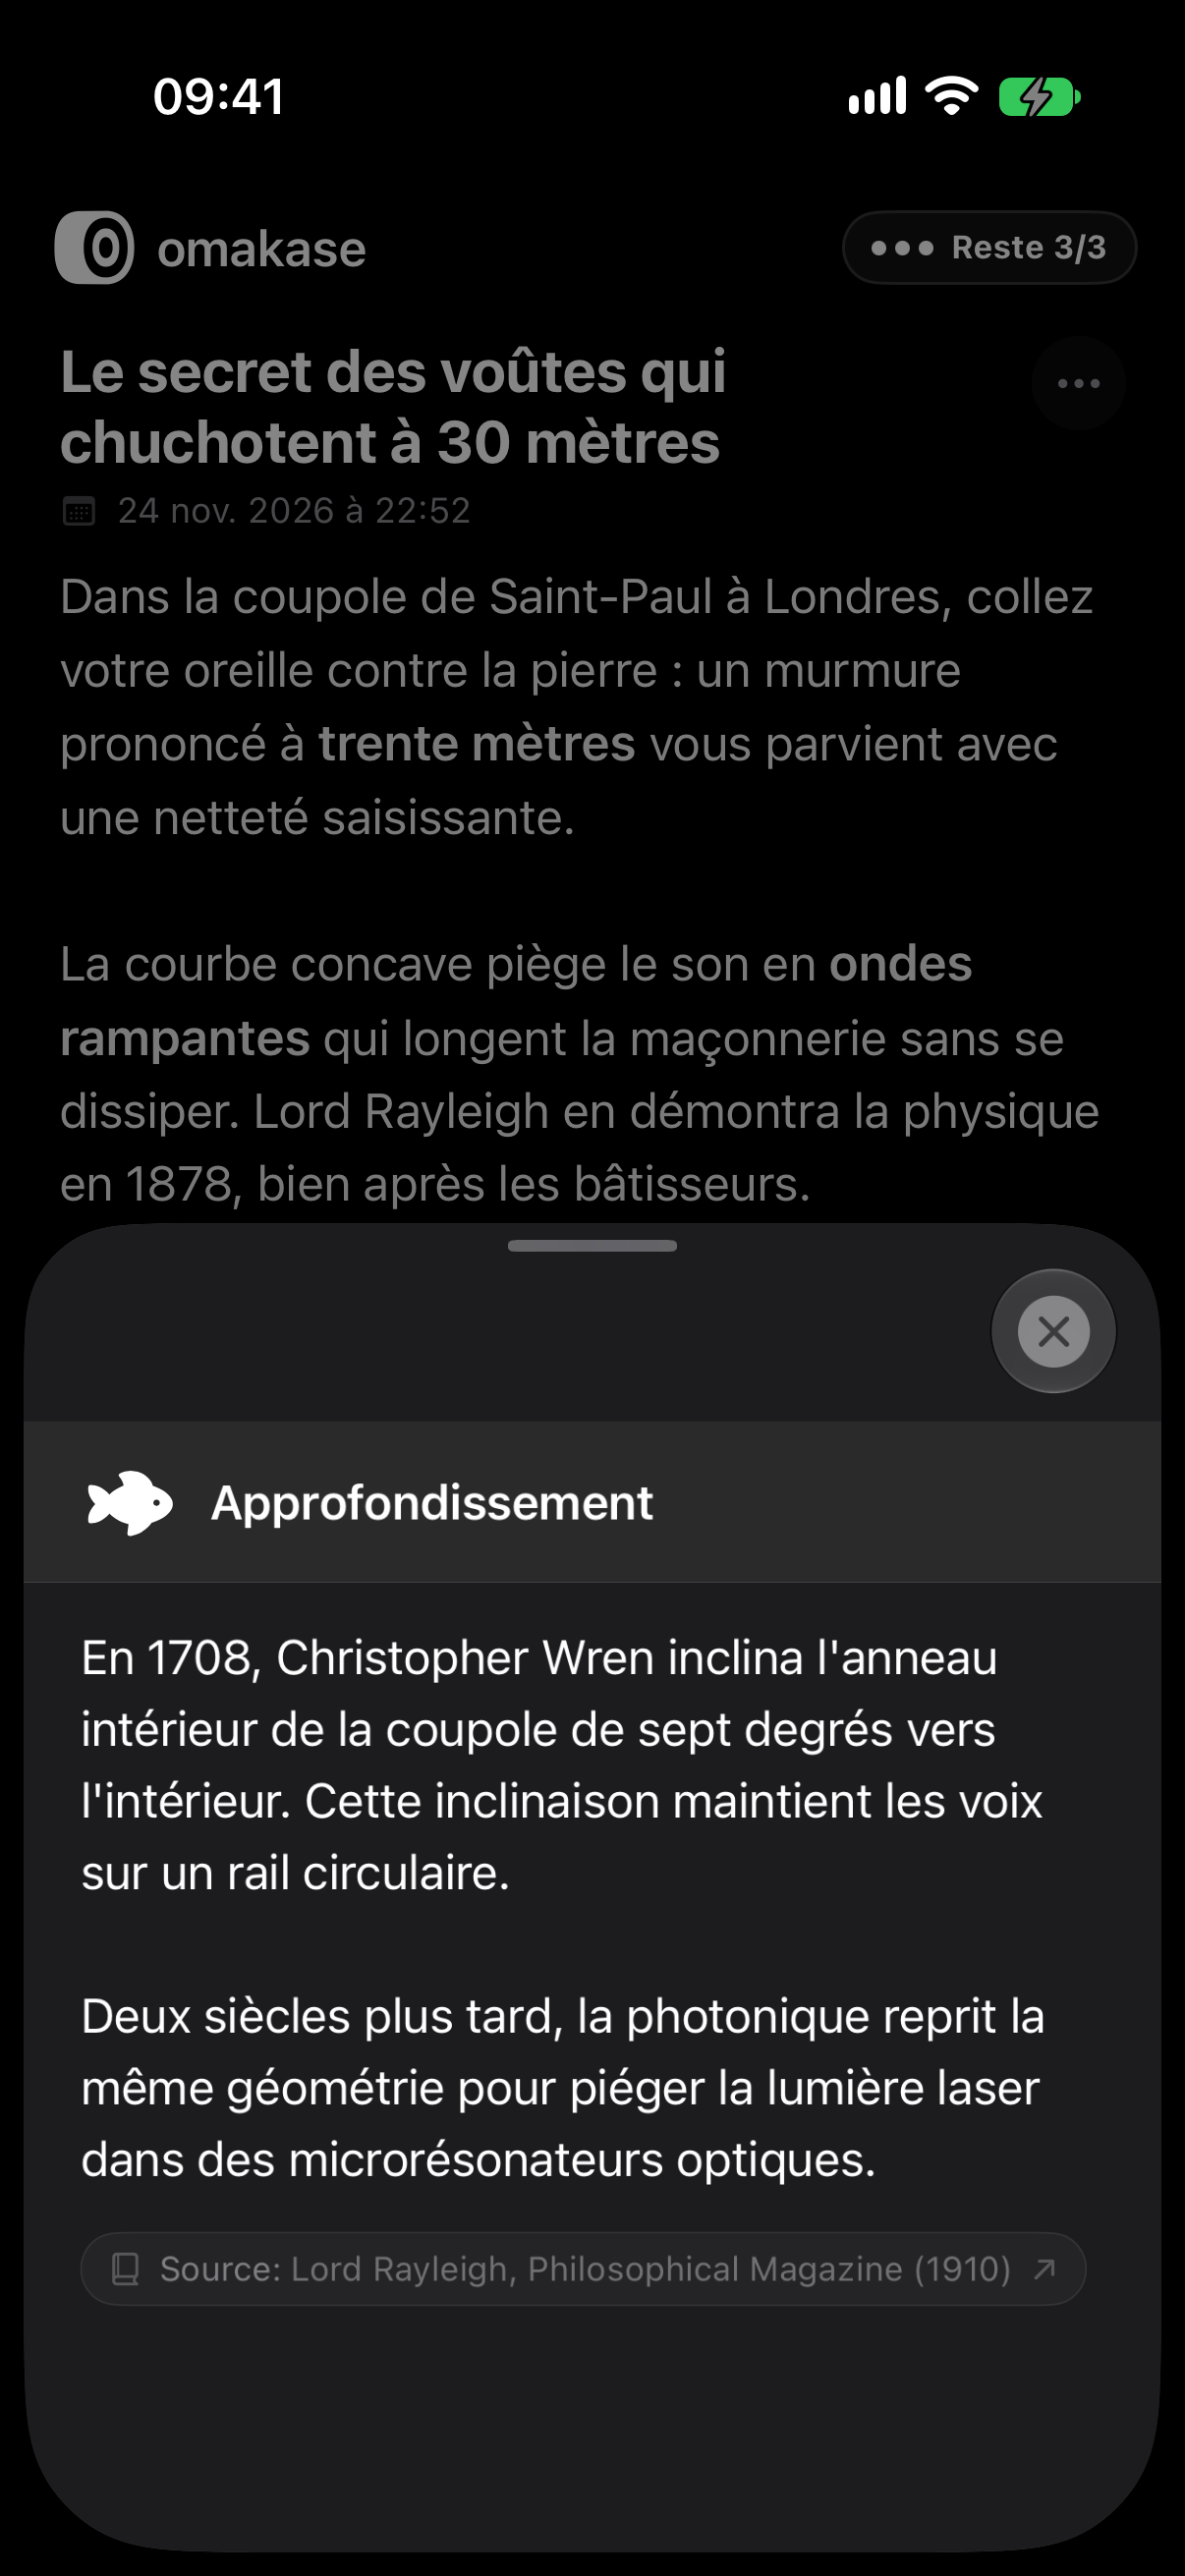 09:41
omakase
Reste 3/3
Le secret des voûtes qui
chuchotent à 30 mètres
24 nov. 2026 à 22:52
Dans la coupole de Saint-Paul à Londres, collez
votre oreille contre la pierre : un murmure
prononcé à trente mètres vous parvient avec
une netteté saisissante.
La courbe concave piège le son en ondes
rampantes qui longent la maçonnerie sans se
dissiper. Lord Rayleigh en démontra la physique
en 1878, bien après les bâtisseurs.
Approfondissement
En 1708, Christopher Wren inclina l'anneau
intérieur de la coupole de sept degrés vers
l'intérieur. Cette inclinaison maintient les voix
sur un rail circulaire.
Deux siècles plus tard, la photonique reprit la
même géométrie pour piéger la lumière laser
dans des microrésonateurs optiques.
Source: Lord Rayleigh, Philosophical Magazine (1910)